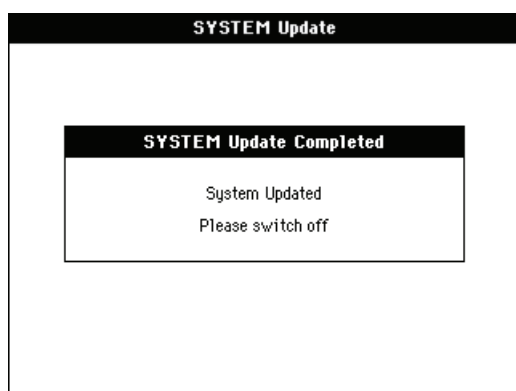 SYSTEM Update
SYSTEM Update Completed
System Updated
Please switch off